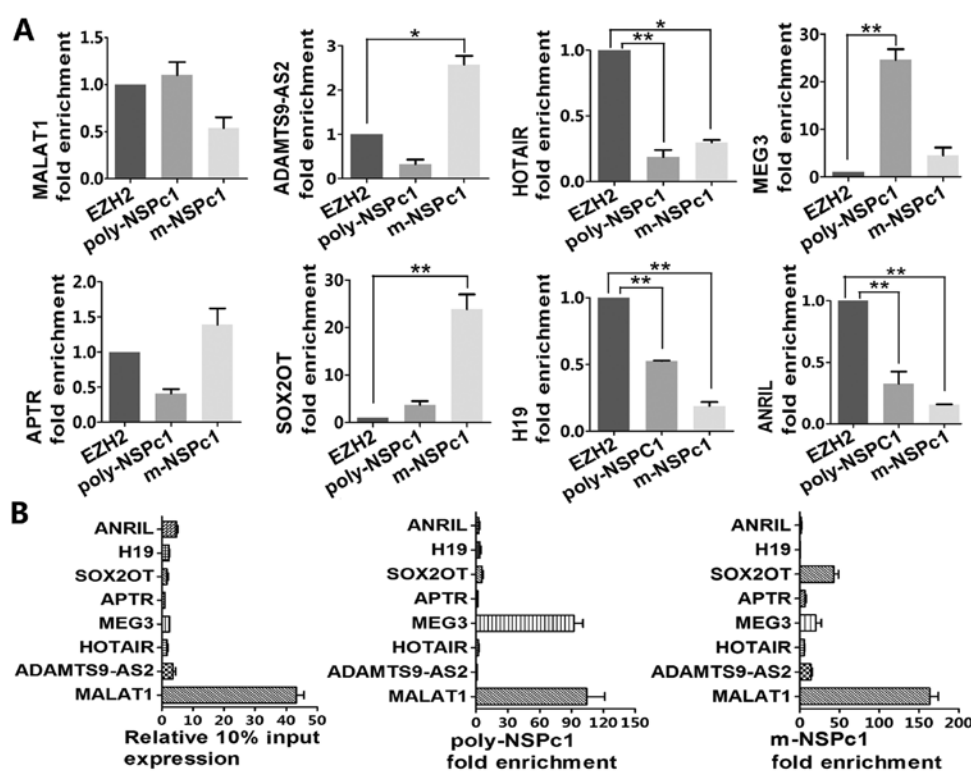 A
MALAT1
fold enrichment
1.5
1.0
0.5
0.0
EZH2
poly-NSPc1
m-NSPc1
ADAMTS9-AS2
fold enrichment
3
2
1
0
*
EZH2
poly-NSPc1
m-NSPc1
HOTAIR
fold enrichment
1.0
0.5
0.0
*
**
EZH2
poly-NSPc1
m-NSPc1
MEG3
fold enrichment
30
20
10
0
**
EZH2
poly-NSPc1
m-NSPc1
APTR
fold enrichment
2.0
1.5
1.0
0.5
0.0
EZH2
poly-NSPc1
m-NSPc1
SOX2OT
fold enrichment
30
20
10
0
**
EZH2
poly-NSPc1
m-NSPc1
H19
fold enrichment
1.0
0.5
0.0
**
**
EZH2
poly-NSPC1
m-NSPc1
ANRIL
fold enrichment
1.0
0.5
0.0
**
**
EZH2
poly-NSPc1
m-NSPc1
B
ANRIL
H19
SOX2OT
APTR
MEG3
HOTAIR
ADAMTS9-AS2
MALAT1
0 10 20 30 40 50
Relative 10% input
expression
ANRIL
H19
SOX2OT
APTR
MEG3
HOTAIR
ADAMTS9-AS2
MALAT1
0 30 60 90 120 150
poly-NSPc1
fold enrichment
ANRIL
H19
SOX2OT
APTR
MEG3
HOTAIR
ADAMTS9-AS2
MALAT1
0 50 100 150 200
m-NSPc1
fold enrichment